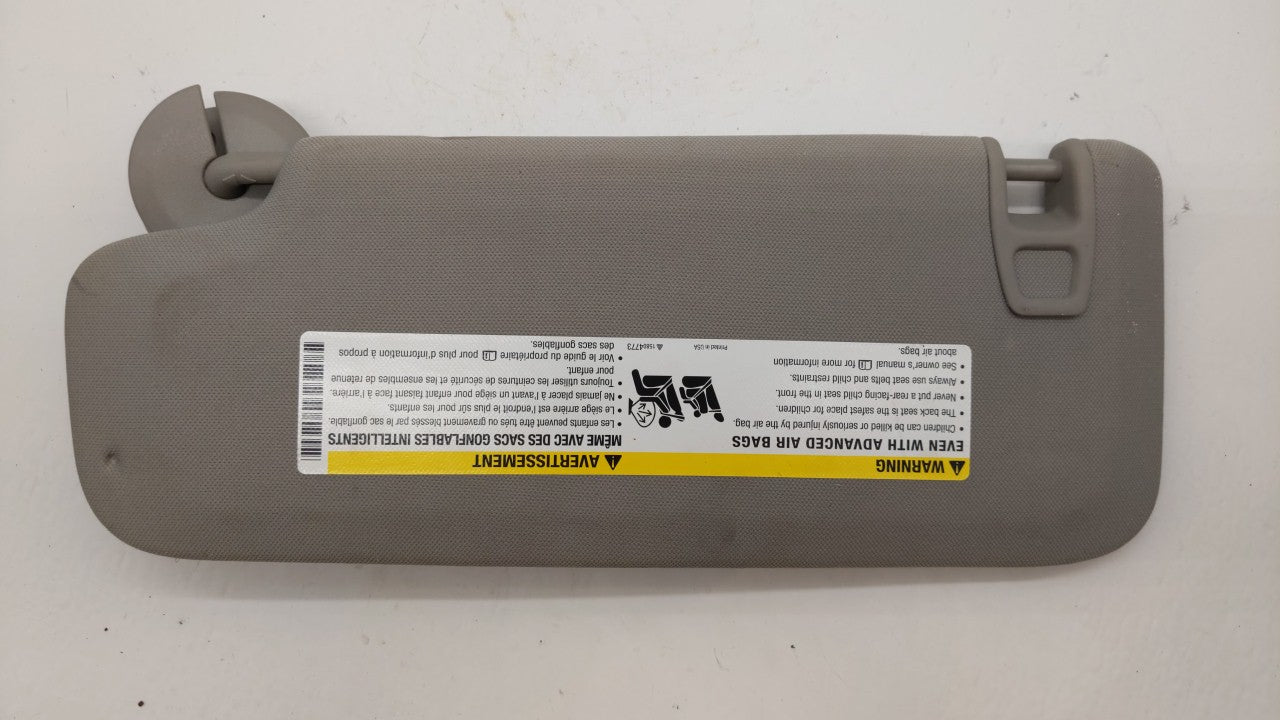 WARNING
EVEN WITH ADVANCED AIR BAGS
• Children can be killed or seriously injured by the air bag.
• The back seat is the safest place for children.
• Never put a rear-facing child seat in the front.
• Always use seat belts and child restraints.
• See owner's manual for more information
about air bags.
15804773 Printed in USA
AVERTISSEMENT
MÊME AVEC DES SACS GONFLABLES INTELLIGENTS
• Les enfants peuvent être tués ou gravement blessés par le sac gonflable.
• Le siège arrière est l'endroit le plus sûr pour les enfants.
• Ne jamais placer à l'avant un siège pour enfant faisant face à l'arrière.
• Toujours utiliser les ceintures de sécurité et les ensembles de retenue
pour enfant.
• Voir le guide du propriétaire pour plus d'information à propos
des sacs gonflables.